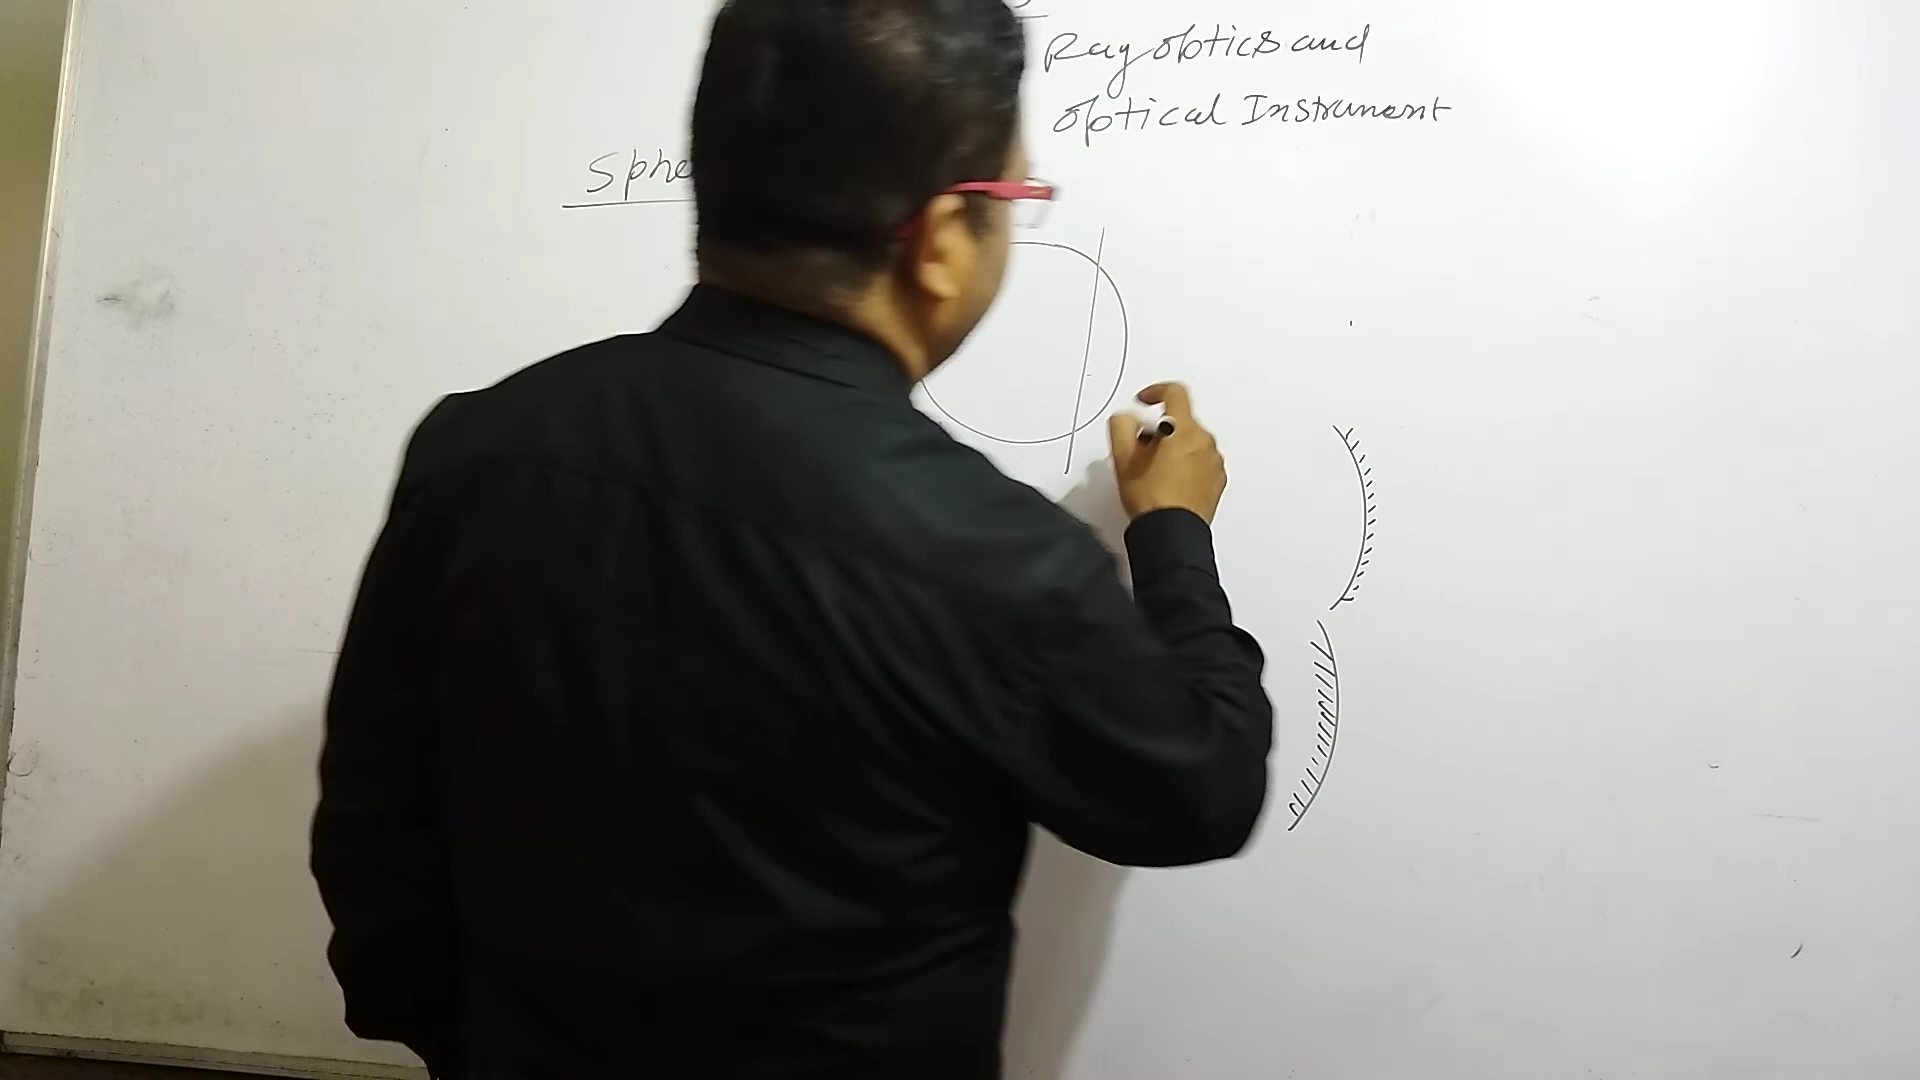 Ray optics and
optical Instrument
Sphe